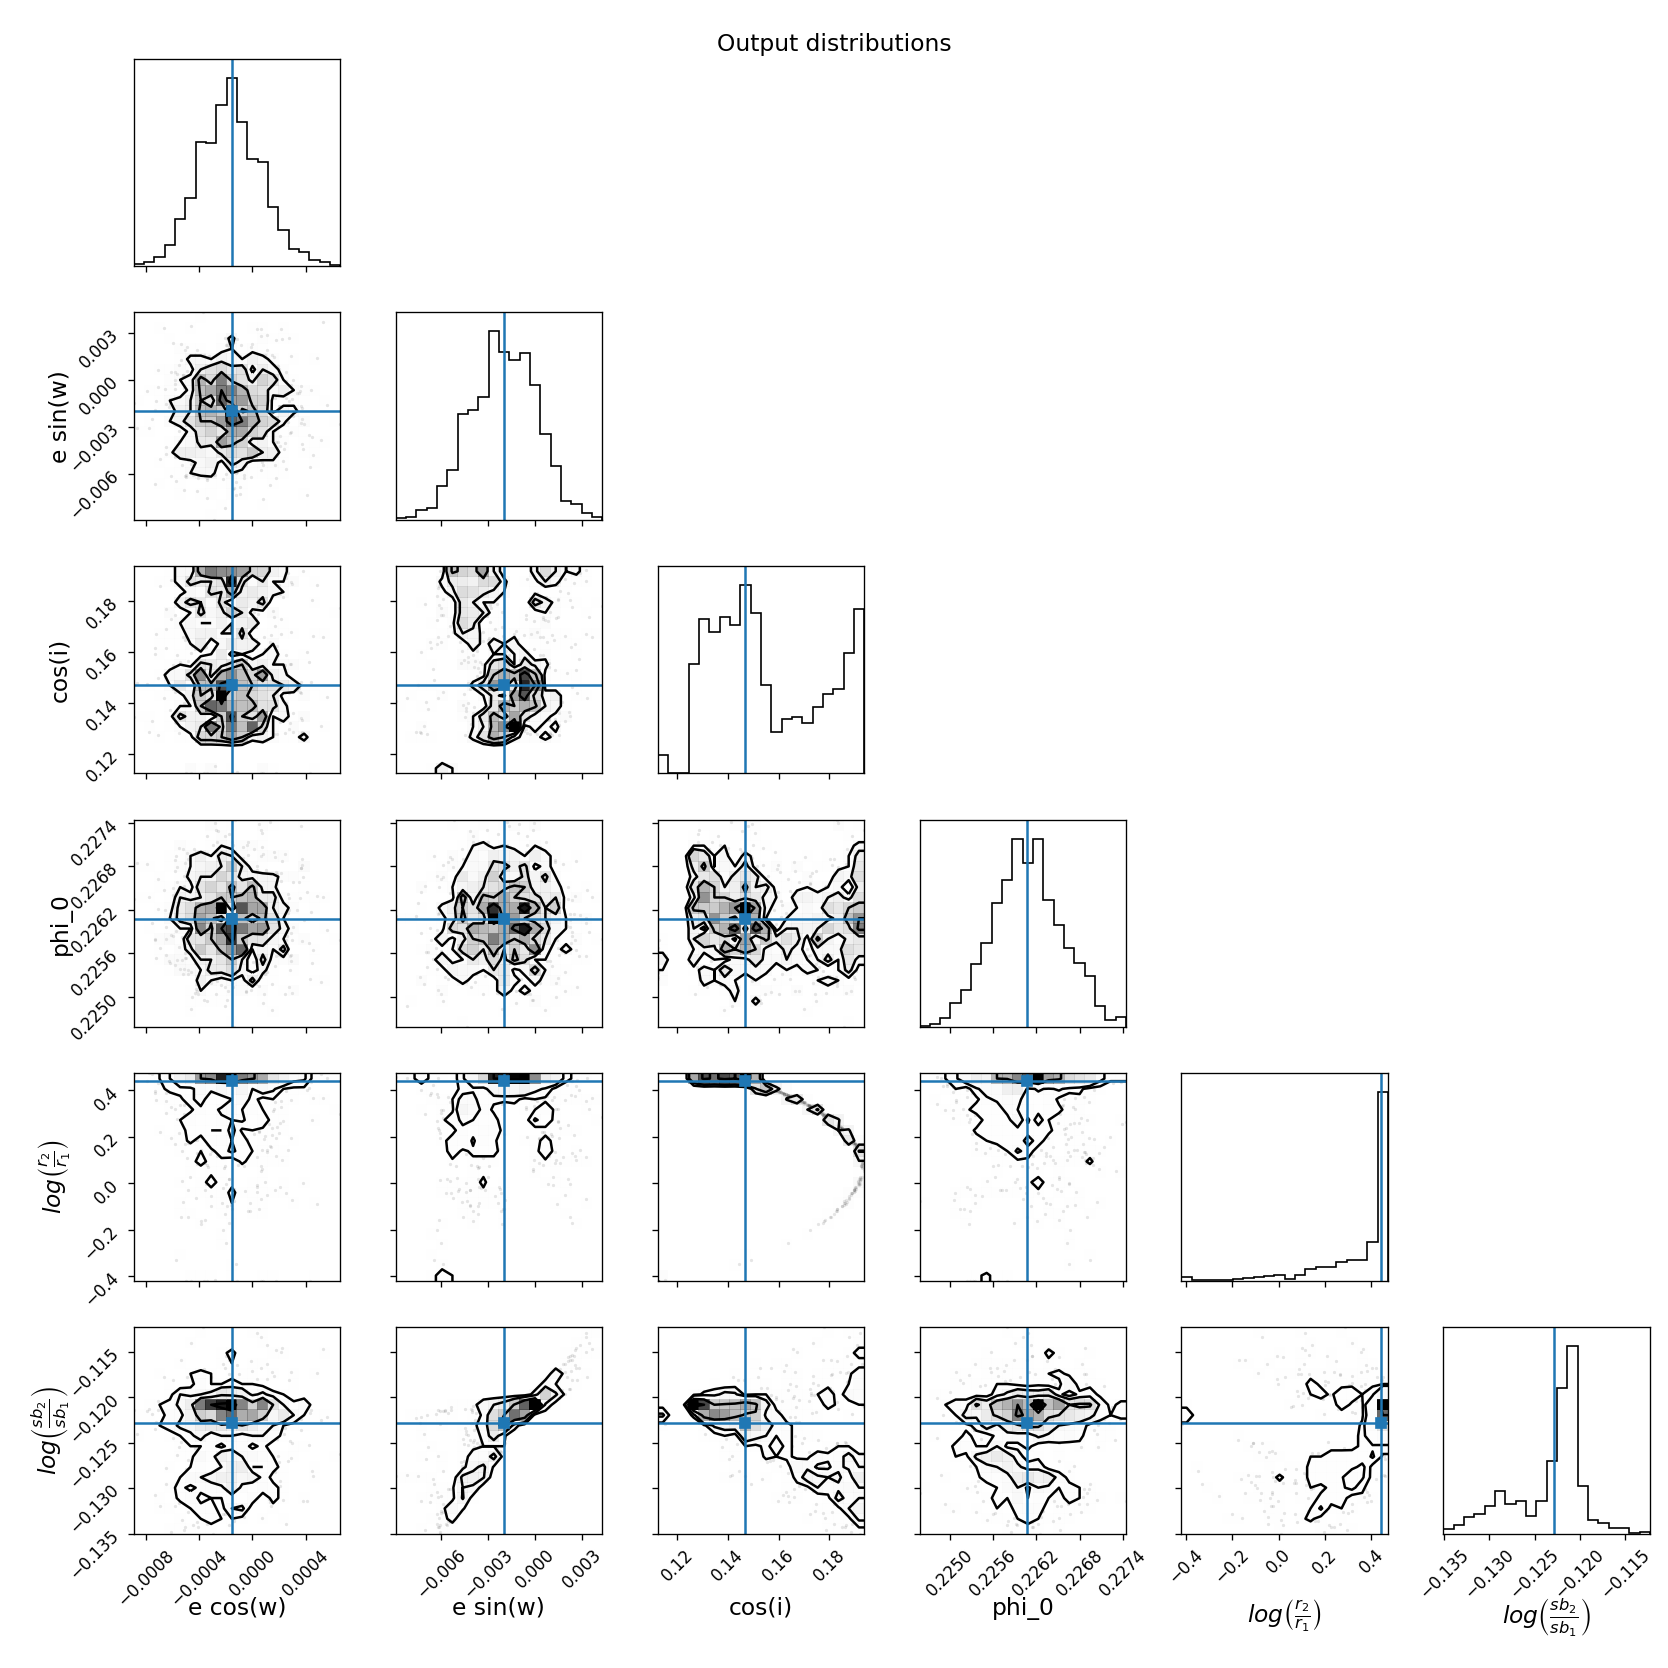 Output distributions
e sin(w)
0.003
0.000
−0.003
−0.006
cos(i)
0.18
0.16
0.14
0.12
phi_0
0.2274
0.2268
0.2262
0.2256
0.2250
log(r₂/r₁)
0.4
0.2
0.0
−0.2
−0.4
log(sb₂/sb₁)
−0.115
−0.120
−0.125
−0.130
−0.135
−0.0008 −0.0004 0.0000 0.0004
−0.006 −0.003 0.000 0.003
0.12 0.14 0.16 0.18
0.2250 0.2256 0.2262 0.2268 0.2274
−0.4 −0.2 0.0 0.2 0.4
−0.135 −0.130 −0.125 −0.120 −0.115
e cos(w) e sin(w) cos(i) phi_0 log(r₂/r₁) log(sb₂/sb₁)